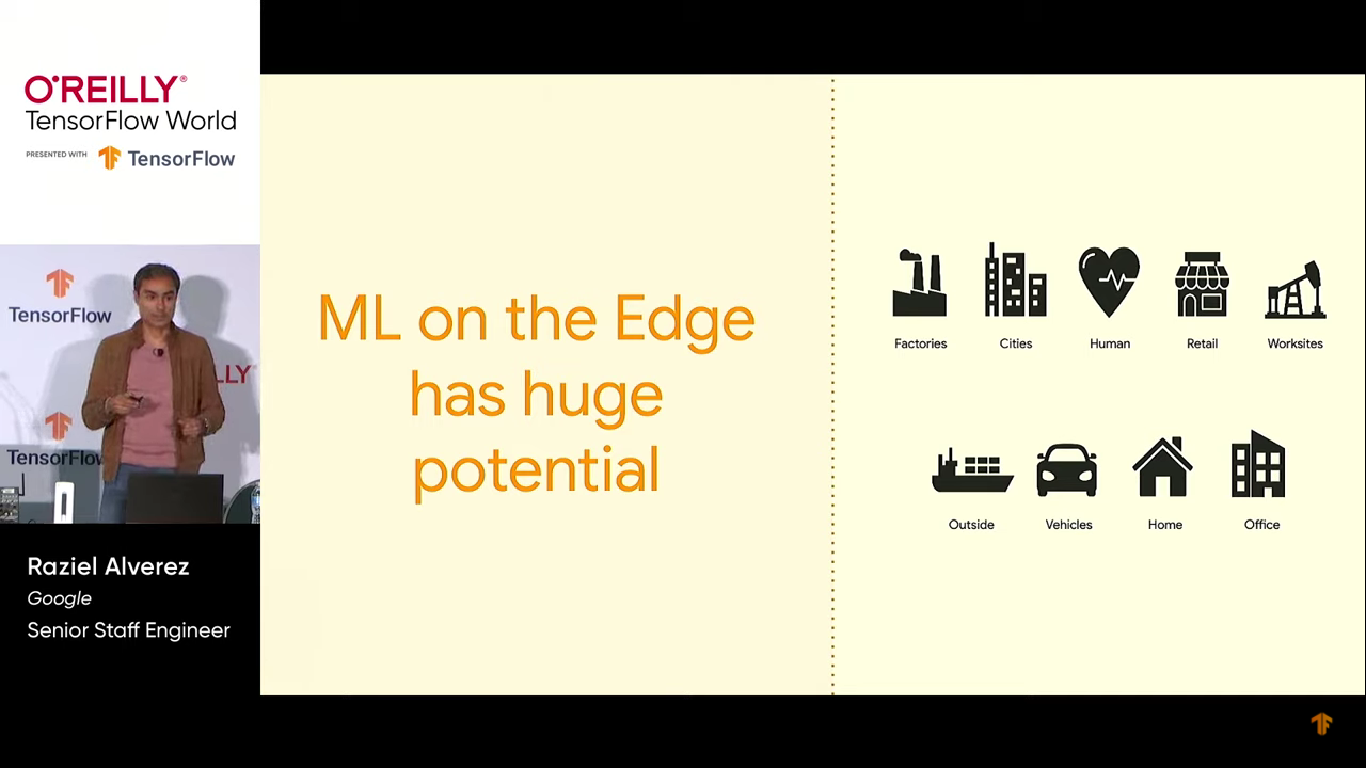 O'REILLY®
TensorFlow World
PRESENTED WITH
TensorFlow
TensorFlow
LLY
TensorFlow
Raziel Alverez
Google
Senior Staff Engineer
ML on the Edge
has huge
potential
Factories
Cities
Human
Retail
Worksites
Outside
Vehicles
Home
Office